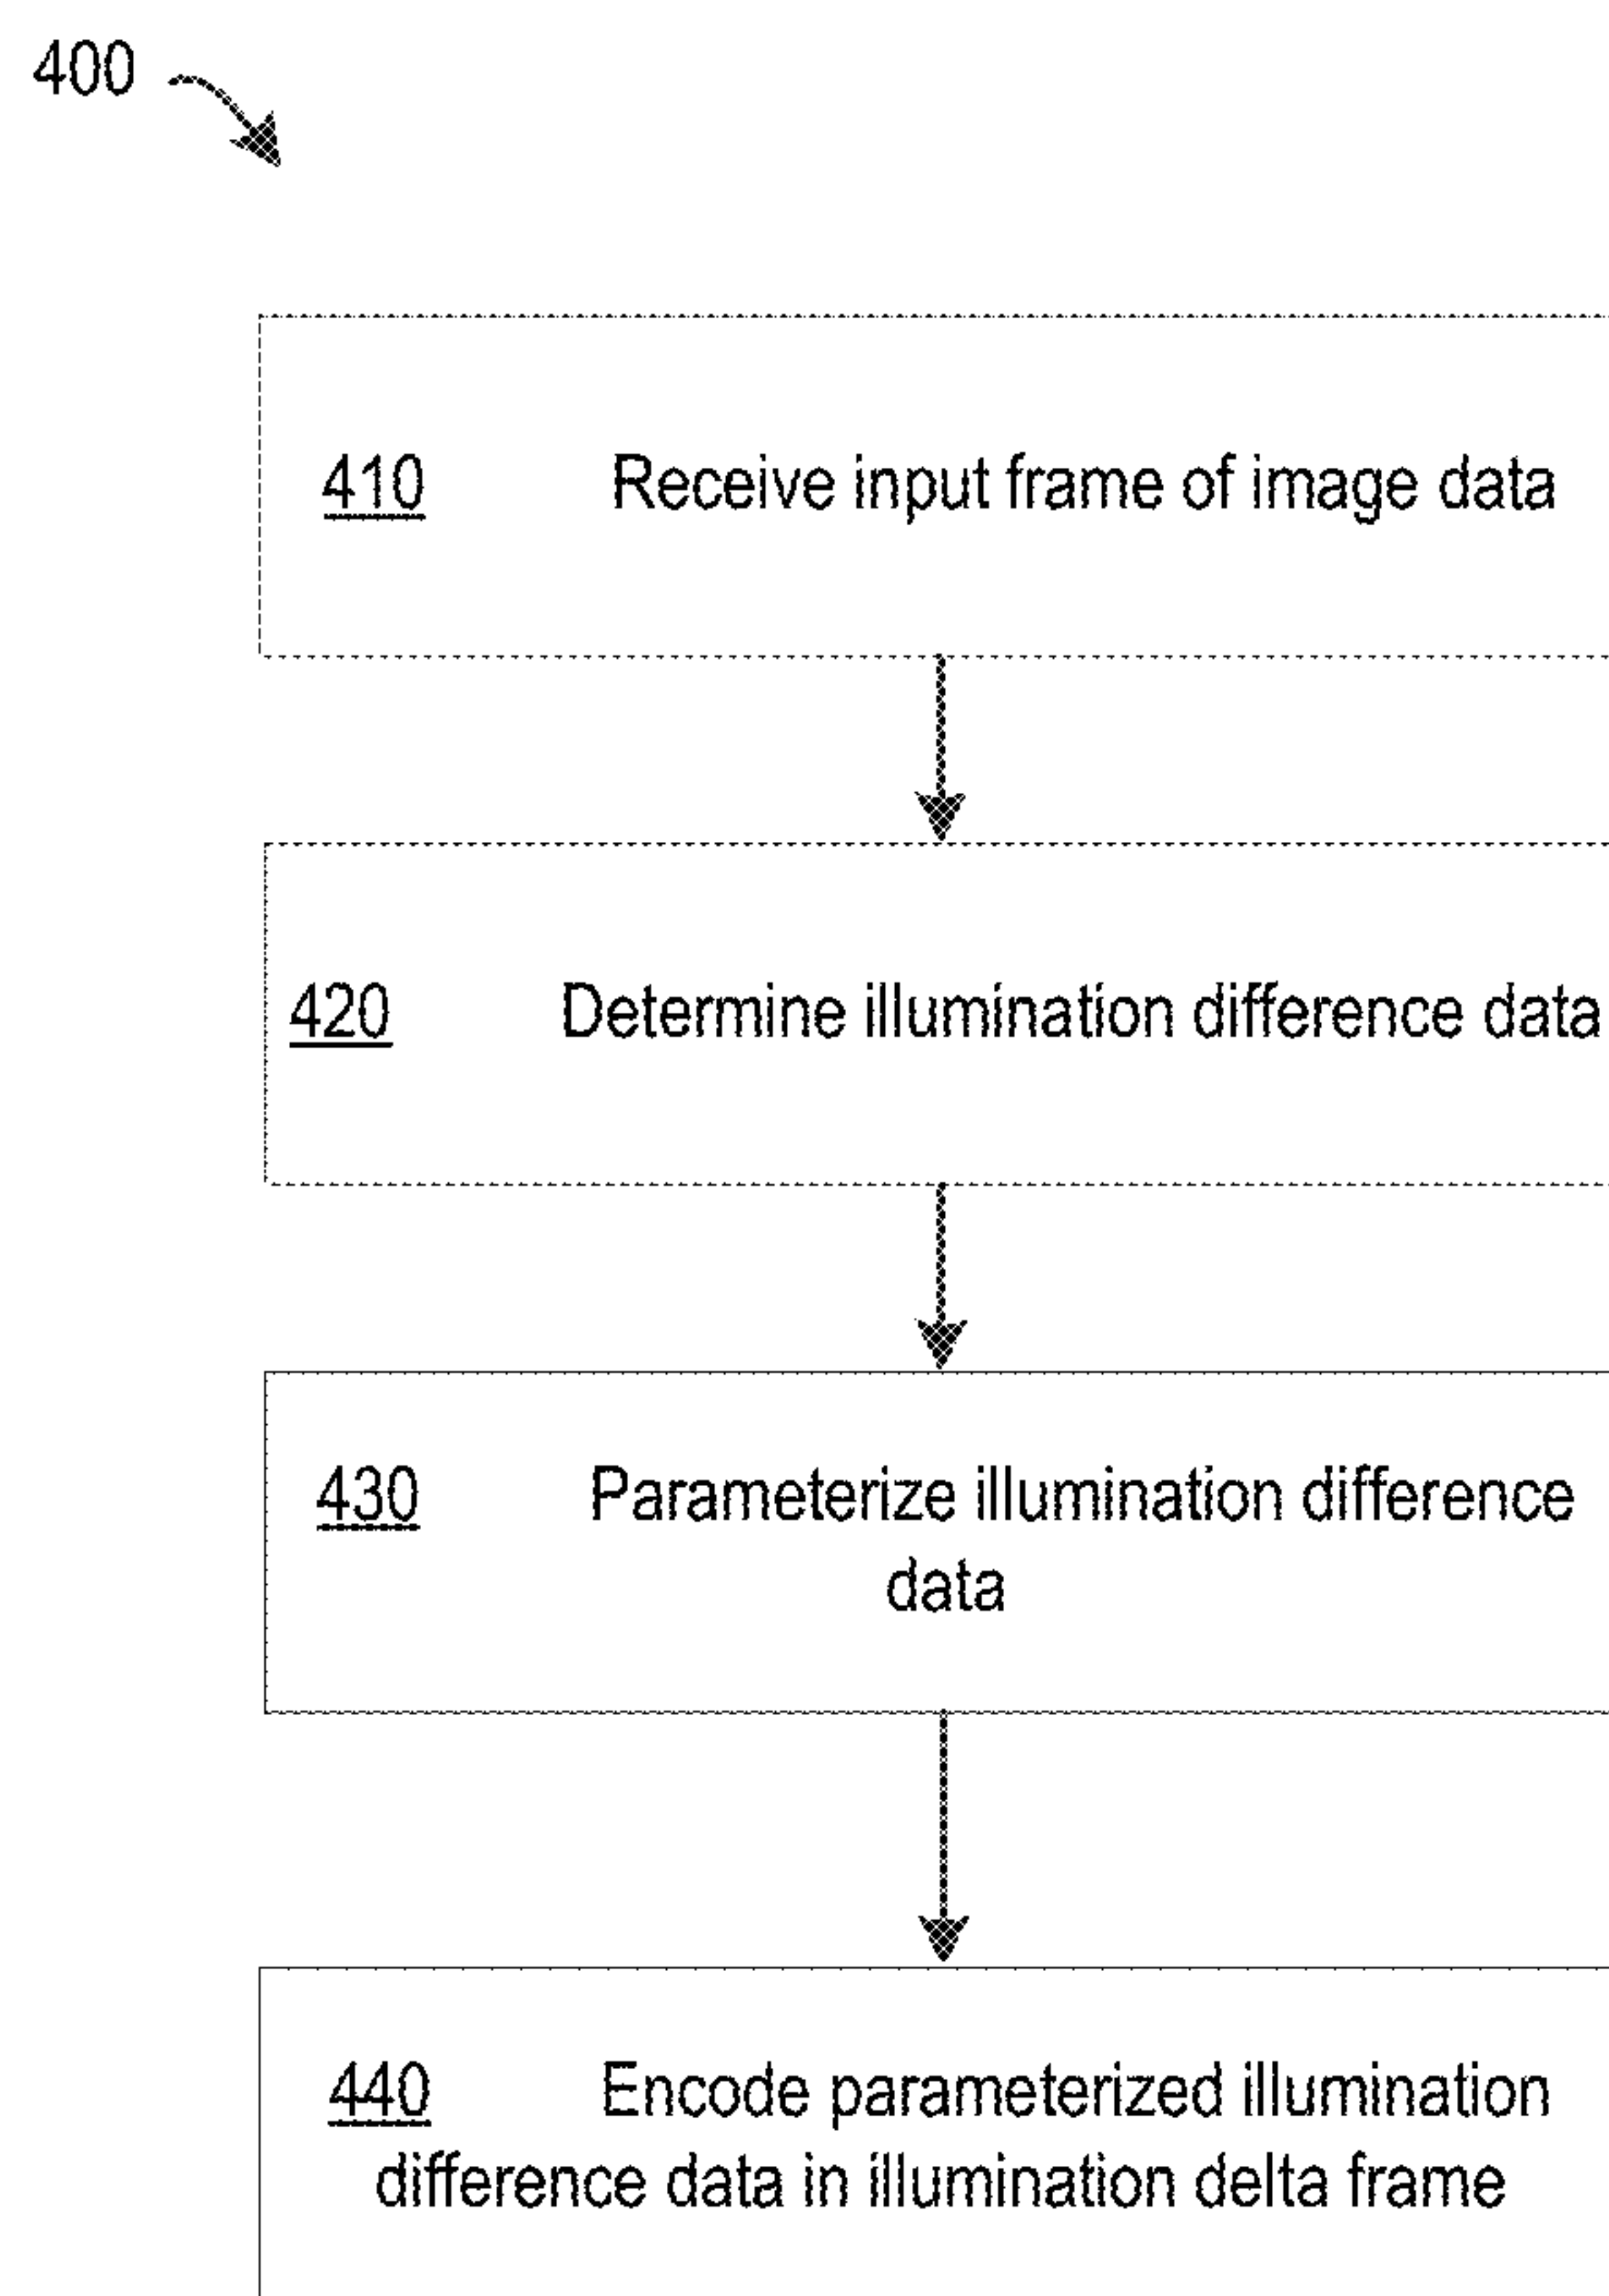 400
410 Receive input frame of image data
420 Determine illumination difference data
430 Parameterize illumination difference
data
440 Encode parameterized illumination
difference data in illumination delta frame